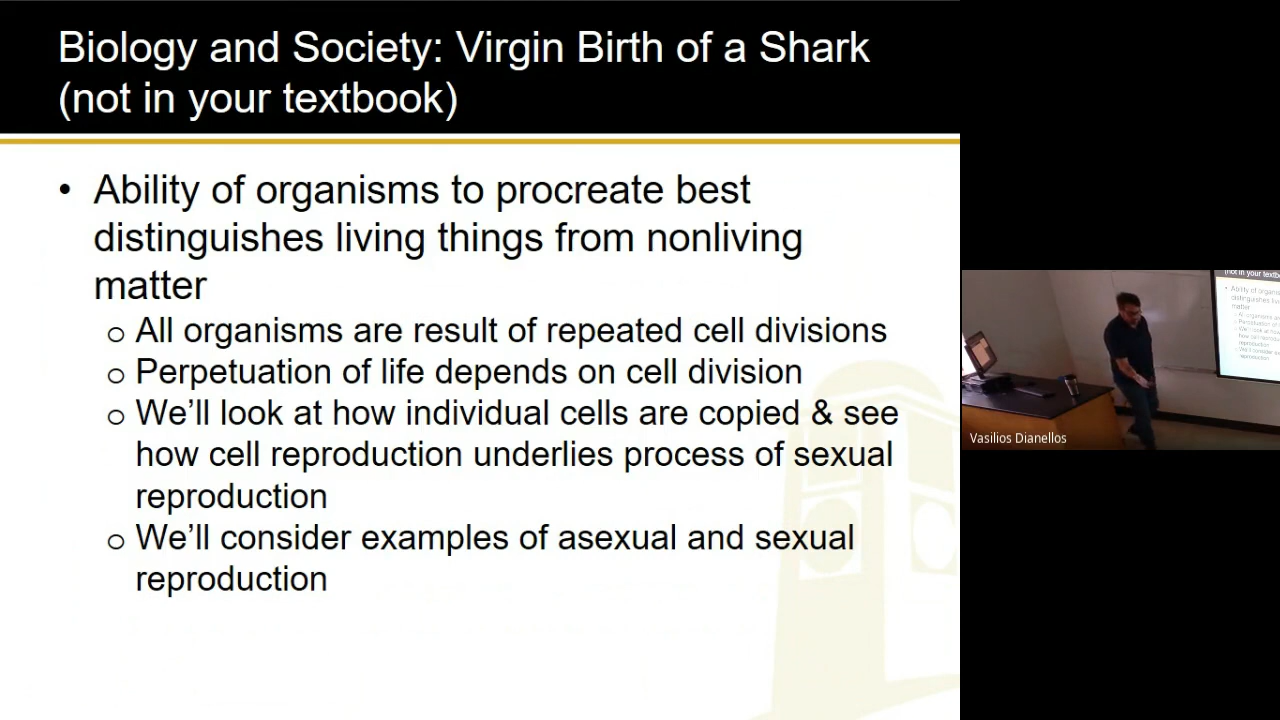 Biology and Society: Virgin Birth of a Shark
(not in your textbook)
• Ability of organisms to procreate best
distinguishes living things from nonliving
matter
o All organisms are result of repeated cell divisions
o Perpetuation of life depends on cell division
o We'll look at how individual cells are copied & see
how cell reproduction underlies process of sexual
reproduction
o We'll consider examples of asexual and sexual
reproduction
Vasilios Dianellos